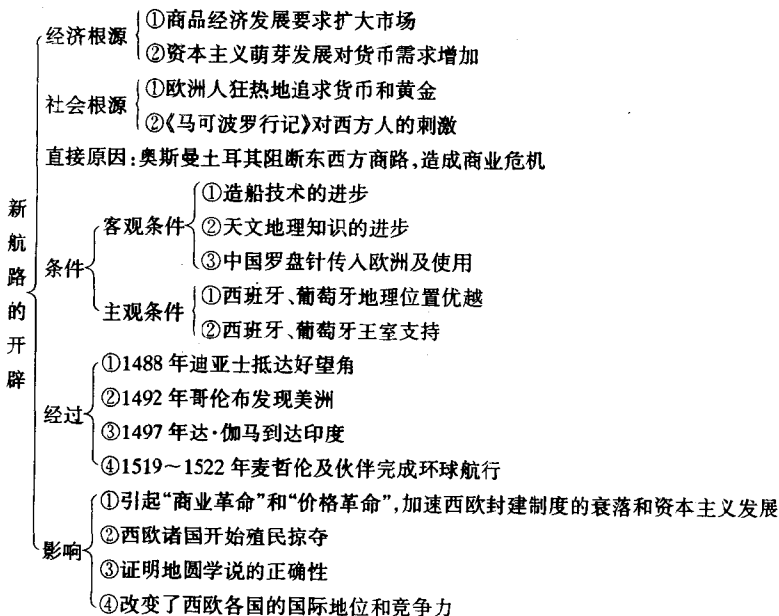 新航路的开辟
经济根源
①商品经济发展要求扩大市场
②资本主义萌芽发展对货币需求增加
社会根源
①欧洲人狂热地追求货币和黄金
②《马可波罗行记》对西方人的刺激
直接原因:奥斯曼土耳其阻断东西方商路,造成商业危机
条件
客观条件
①造船技术的进步
②天文地理知识的进步
③中国罗盘针传入欧洲及使用
主观条件
①西班牙、葡萄牙地理位置优越
②西班牙、葡萄牙王室支持
经过
①1488年迪亚士抵达好望角
②1492年哥伦布发现美洲
③1497年达·伽马到达印度
④1519~1522年麦哲伦及伙伴完成环球航行
影响
①引起“商业革命”和“价格革命”,加速西欧封建制度的衰落和资本主义发展
②西欧诸国开始殖民掠夺
③证明地圆学说的正确性
④改变了西欧各国的国际地位和竞争力